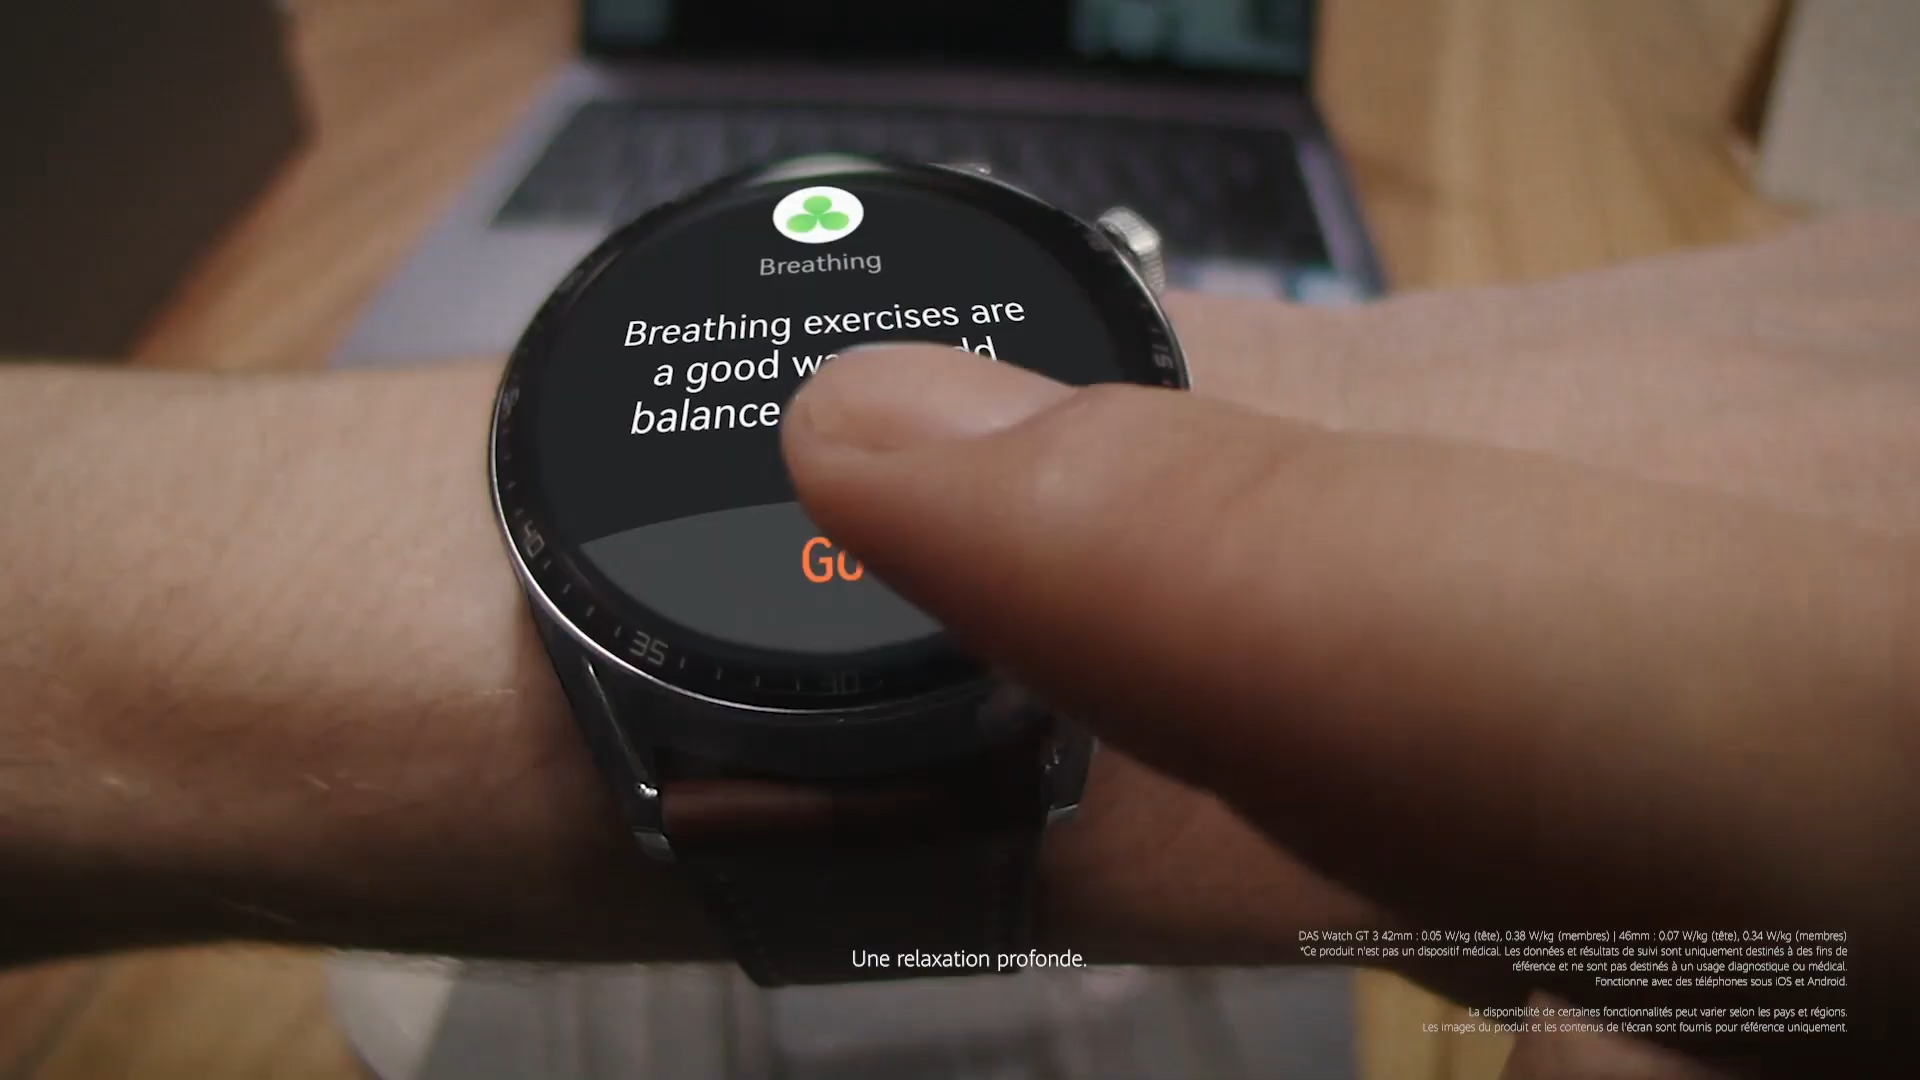 Breathing
Breathing exercises are
a good
balance
35
Une relaxation profonde.
DAS Watch GT 3 42mm : 0.05 W/kg (tête), 0.38 W/kg (membres) | 46mm : 0.07 W/kg (tête), 0.34 W/kg (membres)
*Ce produit n'est pas un dispositif médical. Les données et résultats de suivi sont uniquement destinés à des fins de
référence et ne sont pas destinés à un usage diagnostique ou médical.
Fonctionne avec des téléphones sous iOS et Android.
La disponibilité de certaines fonctionnalités peut varier selon les pays et régions.
Les images du produit et les contenus de l'écran sont fournis pour référence uniquement.